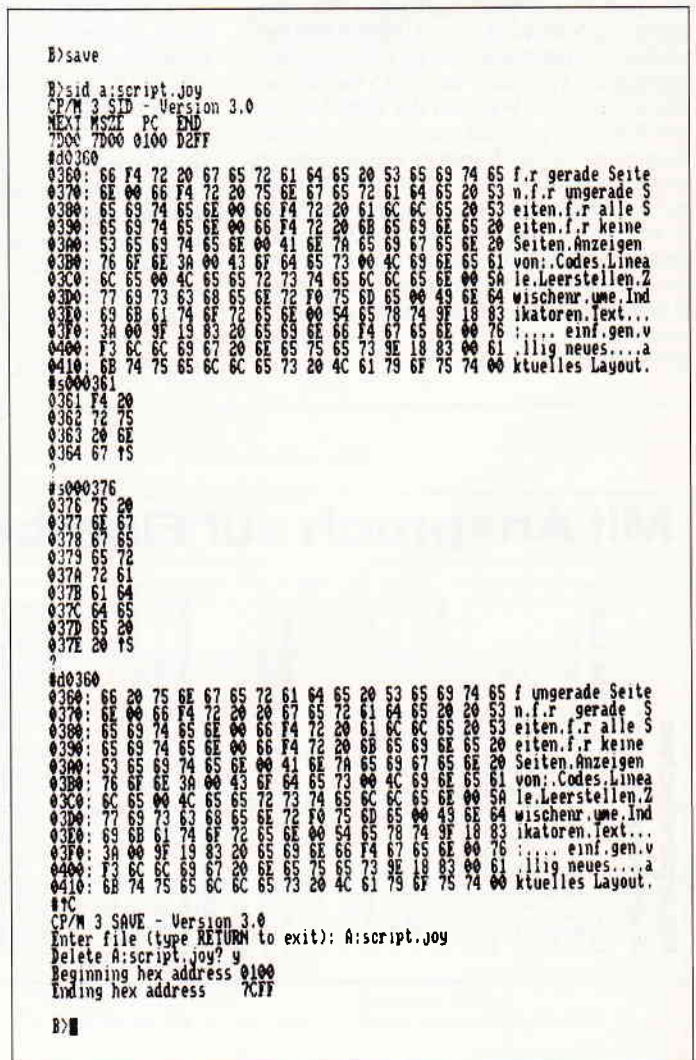 B>save
B>sid a:script.joy
CP/M 3 SID - Version 3.0
NEXT MSZE PC END
7D00 7D00 0100 D2FF
#d0360
0360: 66 F4 72 20 67 65 72 61 64 65 20 53 65 69 74 65 f.r gerade Seite
0370: 6E 00 66 F4 72 20 75 6E 67 65 72 61 64 65 20 53 n.f.r ungerade S
0380: 65 69 74 65 6E 00 66 F4 72 20 61 6C 6C 65 20 53 eiten.f.r alle S
0390: 65 69 74 65 6E 00 66 F4 72 20 6B 65 69 6E 65 20 eiten.f.r keine
03A0: 53 65 69 74 65 6E 00 41 6E 7A 65 69 67 65 6E 20 Seiten.Anzeigen
03B0: 76 6F 6E 3A 00 43 6F 64 65 73 00 4C 69 6E 65 61 von:.Codes.Linea
03C0: 6C 65 00 4C 65 65 72 73 74 65 6C 6C 65 6E 00 5A le.Leerstellen.Z
03D0: 77 69 73 63 68 65 6E 72 F0 75 6D 65 00 49 6E 64 wischenr.ume.Ind
03E0: 69 6B 61 74 6F 72 65 6E 00 54 65 78 74 9F 18 83 ikatoren.Text...
03F0: 3A 00 9F 19 83 20 65 69 6E 66 F4 67 65 6E 00 76 :.... einf.gen.v
0400: F3 6C 6C 69 67 20 6E 65 75 65 73 9E 18 83 00 61 .llig neues....a
0410: 6B 74 75 65 6C 6C 65 73 20 4C 61 79 6F 75 74 00 ktuelles Layout.
#s000361
0361 F4 20
0362 72 75
0363 20 6E
0364 67 ↑S
?
#s000376
0376 75 20
0377 6E 67
0378 67 65
0379 65 72
037A 72 61
037B 61 64
037C 64 65
037D 65 20
037E 20 ↑S
?
#d0360
0360: 66 20 75 6E 67 65 72 61 64 65 20 53 65 69 74 65 f ungerade Seite
0370: 6E 00 66 F4 72 20 20 67 65 72 61 64 65 20 20 53 n.f.r  gerade  S
0380: 65 69 74 65 6E 00 66 F4 72 20 61 6C 6C 65 20 53 eiten.f.r alle S
0390: 65 69 74 65 6E 00 66 F4 72 20 6B 65 69 6E 65 20 eiten.f.r keine
03A0: 53 65 69 74 65 6E 00 41 6E 7A 65 69 67 65 6E 20 Seiten.Anzeigen
03B0: 76 6F 6E 3A 00 43 6F 64 65 73 00 4C 69 6E 65 61 von:.Codes.Linea
03C0: 6C 65 00 4C 65 65 72 73 74 65 6C 6C 65 6E 00 5A le.Leerstellen.Z
03D0: 77 69 73 63 68 65 6E 72 F0 75 6D 65 00 49 6E 64 wischenr.ume.Ind
03E0: 69 6B 61 74 6F 72 65 6E 00 54 65 78 74 9F 18 83 ikatoren.Text...
03F0: 3A 00 9F 19 83 20 65 69 6E 66 F4 67 65 6E 00 76 :.... einf.gen.v
0400: F3 6C 6C 69 67 20 6E 65 75 65 73 9E 18 83 00 61 .llig neues....a
0410: 6B 74 75 65 6C 6C 65 73 20 4C 61 79 6F 75 74 00 ktuelles Layout.
#↑C
CP/M 3 SAVE - Version 3.0
Enter file (type RETURN to exit): A:script.joy
Delete A:script.joy? y
Beginning hex address 0100
Ending hex address 7CFF
B>